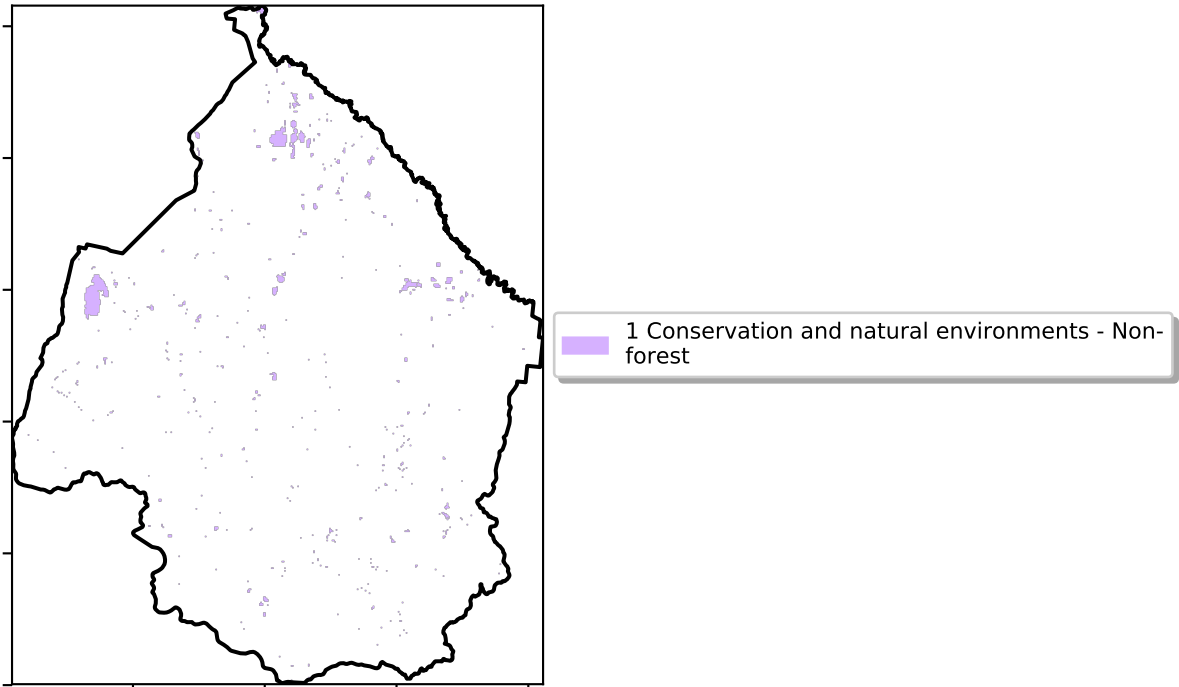 1 Conservation and natural environments - Non-
forest